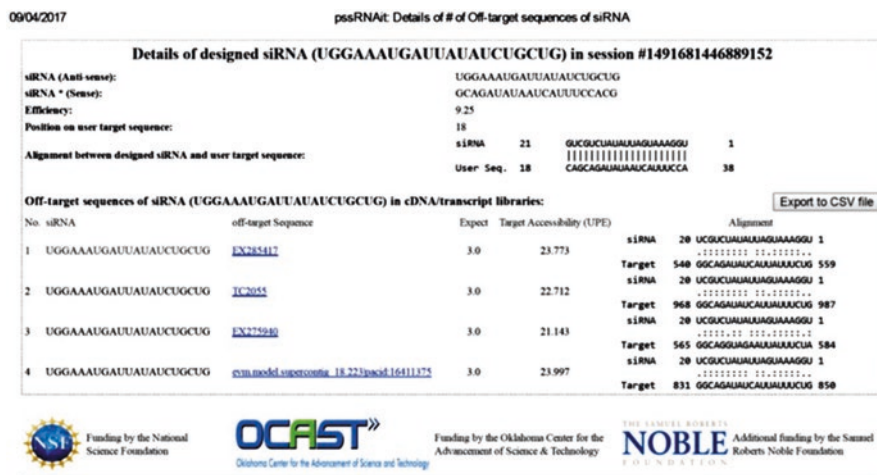 09/04/2017 pssRNAit: Details of # of Off-target sequences of siRNA
Details of designed siRNA (UGGAAAUGAUUAUAUCUGCUG) in session #1491681446889152
siRNA (Anti-sense): UGGAAAUGAUUAUAUCUGCUG
siRNA * (Sense): GCAGAUAUAAUCAUUUCCACG
Efficiency: 9.25
Position on user target sequence: 18
Alignment between designed siRNA and user target sequence:
siRNA 21 GUCGUCUAUAUUAGUAAAGGU 1
|||||||||||||||||||||
User Seq. 18 CAGCAGAUAUAAUCAUUUCCA 38
Off-target sequences of siRNA (UGGAAAUGAUUAUAUCUGCUG) in cDNA/transcript libraries: Export to CSV file
No. siRNA off-target Sequence Expect Target Accessibility (UPE) Alignment
siRNA 20 UCGUCUAUAUUAGUAAAGGU 1
1 UGGAAAUGAUUAUAUCUGCUG EX285417 3.0 23.773 .:::::::: ::.:::::..
Target 540 GGCAGAUAUCAUUAUUUCUG 559
siRNA 20 UCGUCUAUAUUAGUAAAGGU 1
2 UGGAAAUGAUUAUAUCUGCUG TC2055 3.0 22.712 .:::::::: ::.:::::..
Target 968 GGCAGAUAUCAUUAUUUCUG 987
siRNA 20 UCGUCUAUAUUAGUAAAGGU 1
3 UGGAAAUGAUUAUAUCUGCUG EX275940 3.0 21.143 .::::.:: :::.:::::.:
Target 565 GGCAGGUAGAAUUAUUUCUA 584
siRNA 20 UCGUCUAUAUUAGUAAAGGU 1
4 UGGAAAUGAUUAUAUCUGCUG evm.model.supercontig_18.223|pacid:16411375 3.0 23.997 .:::::::: ::.:::::..
Target 831 GGCAGAUAUCAUUAUUUCUG 850
NSF
Funding by the National
Science Foundation
OCAST
Oklahoma Center for the Advancement of Science and Technology
Funding by the Oklahoma Center for the
Advancement of Science & Technology
THE SAMUEL ROBERTS
NOBLE
FOUNDATION
Additional funding by the Samuel
Roberts Noble Foundation